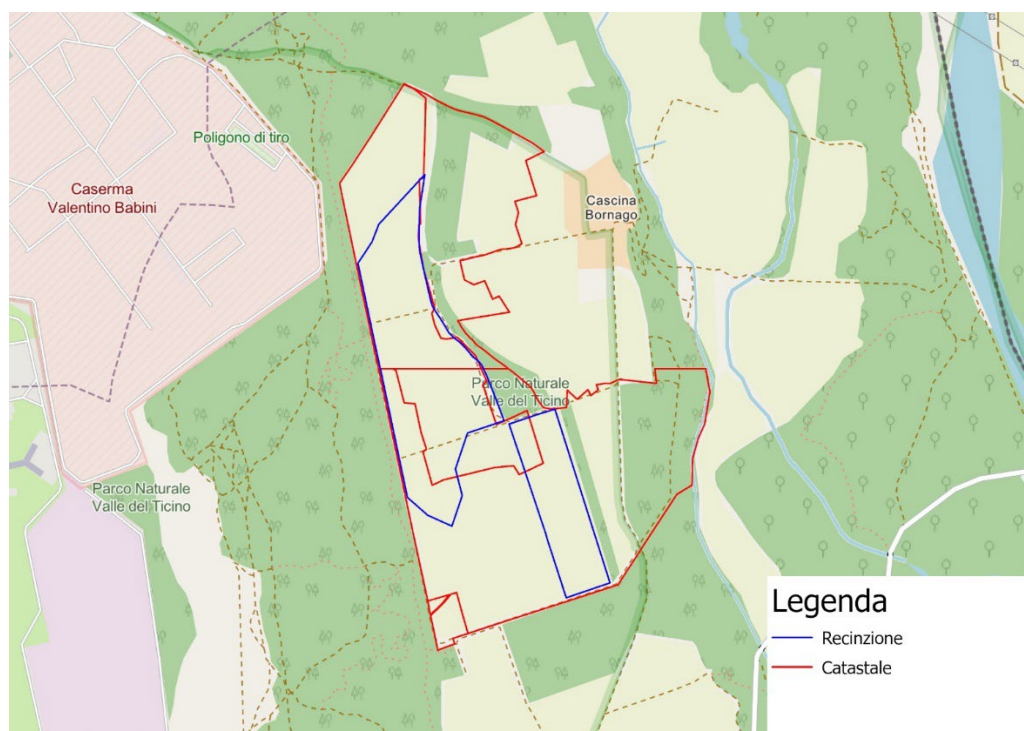 Poligono di tiro
Caserma
Valentino Babini
Cascina
Bornago
Parco Naturale
Valle del Ticino
Parco Naturale
Valle del Ticino
Legenda
Recinzione
Catastale